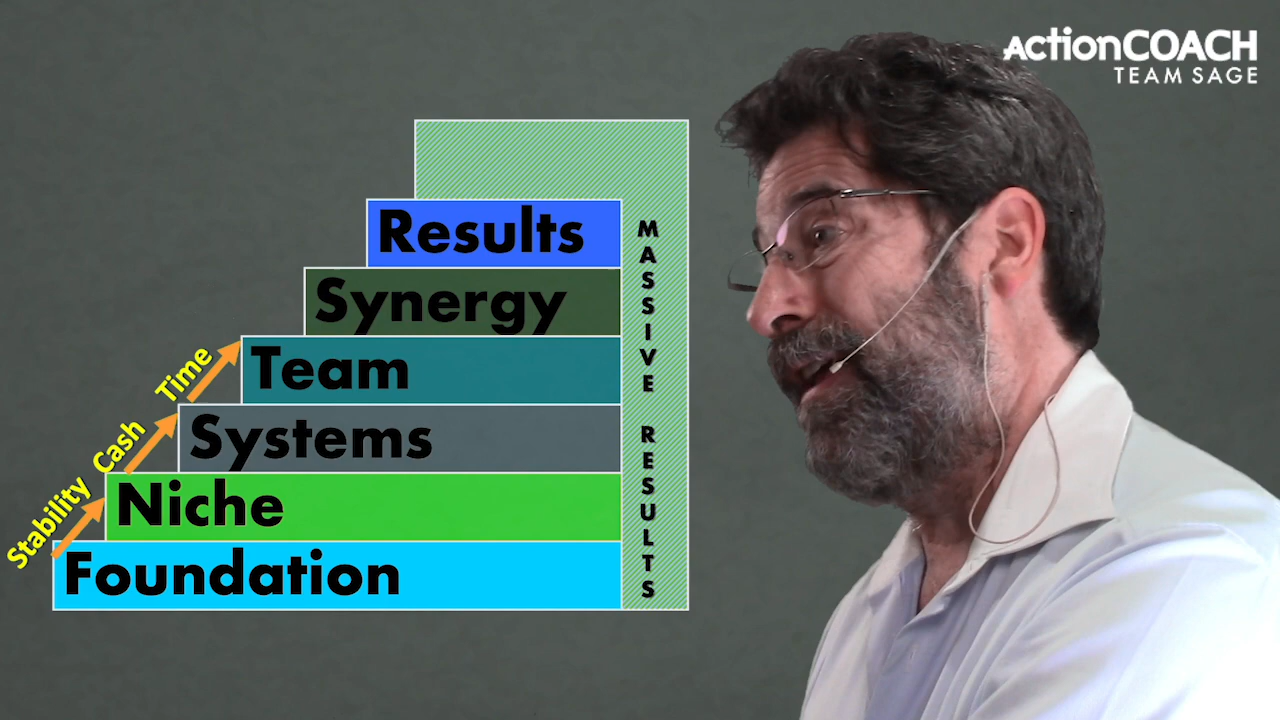 ActionCOACH
TEAM SAGE
Results
Synergy
Team
Systems
Niche
Foundation
Stability
Cash
Time
MASSIVE RESULTS